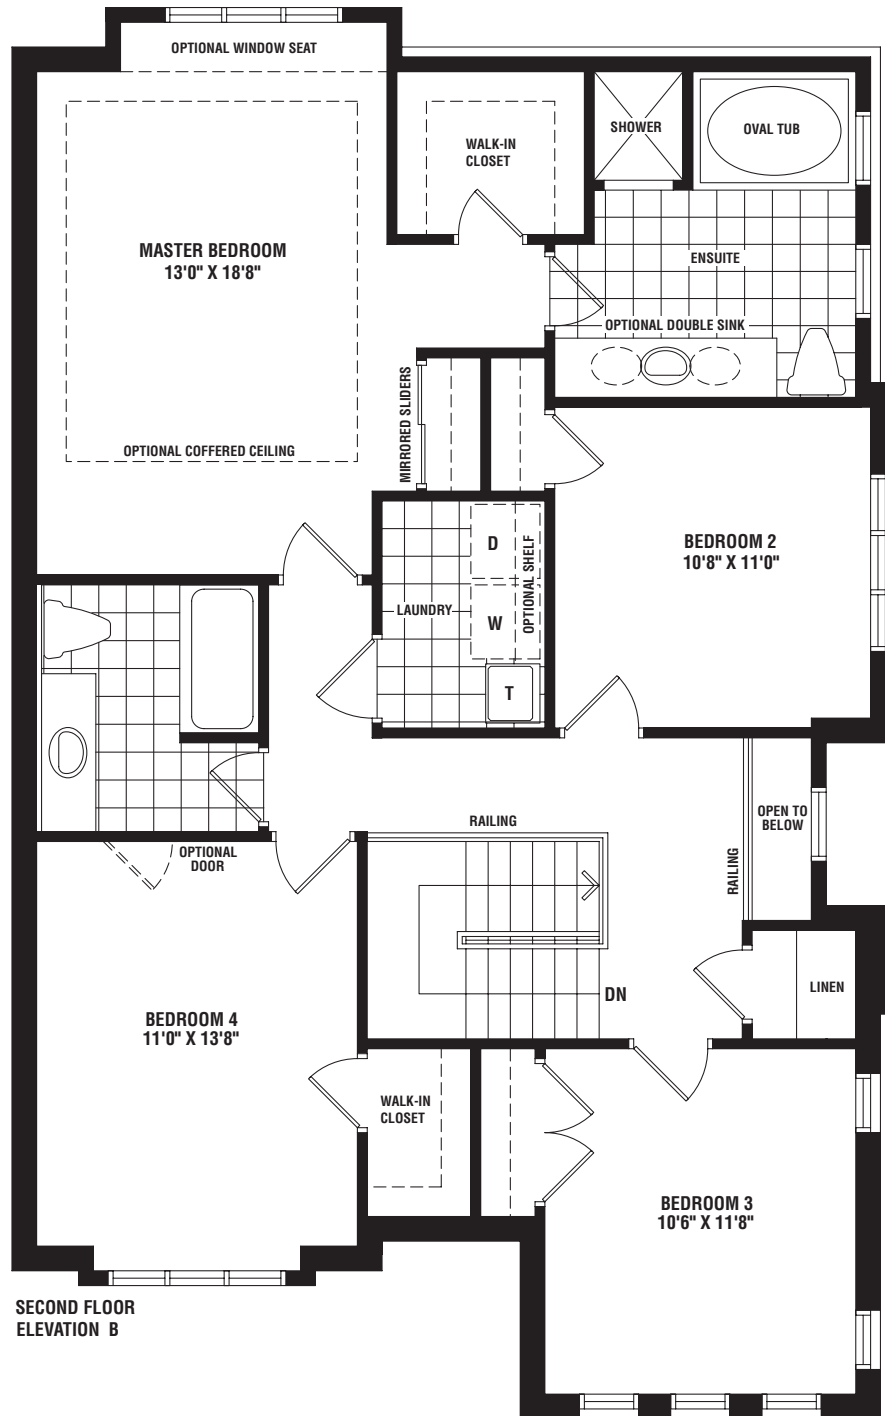 OPTIONAL WINDOW SEAT
WALK-IN
CLOSET
SHOWER
OVAL TUB
MASTER BEDROOM
13'0" X 18'8"
ENSUITE
OPTIONAL DOUBLE SINK
MIRRORED SLIDERS
OPTIONAL COFFERED CEILING
BEDROOM 2
10'8" X 11'0"
D
OPTIONAL SHELF
LAUNDRY
W
T
RAILING
OPEN TO
BELOW
RAILING
OPTIONAL
DOOR
DN
LINEN
BEDROOM 4
11'0" X 13'8"
WALK-IN
CLOSET
BEDROOM 3
10'6" X 11'8"
SECOND FLOOR
ELEVATION B